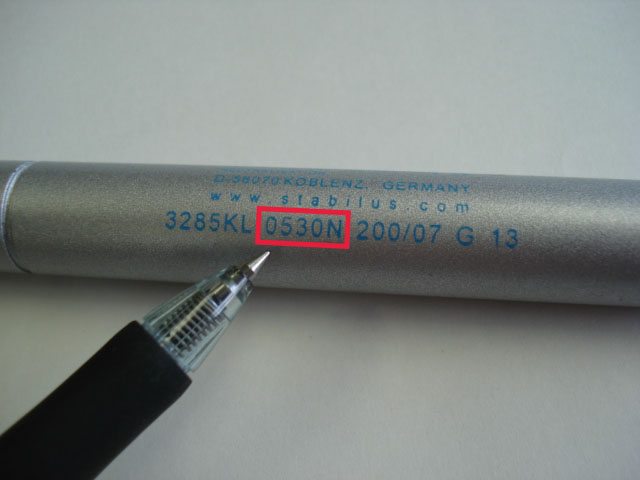 D-56070 KOBLENZ, GERMANY
www.stabilus.com
3285KL 0530N 200/07 G 13